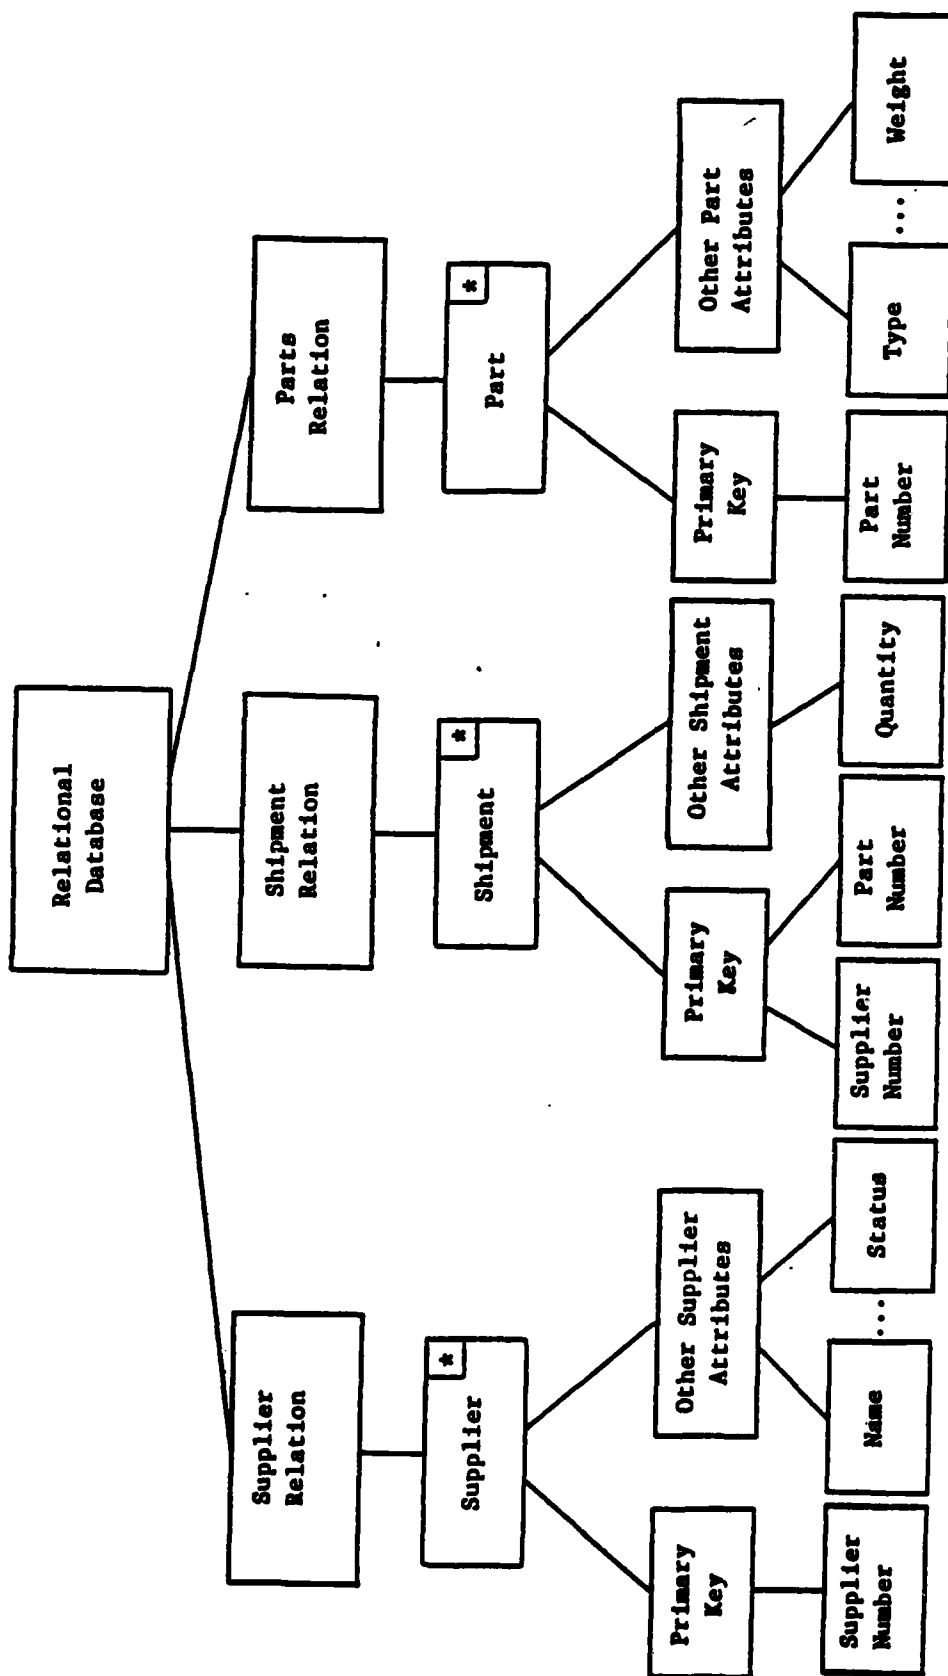 Relational
Database
Supplier
Relation
Shipment
Relation
Parts
Relation
Supplier
*
Shipment
*
Part
*
Primary
Key
Other Supplier
Attributes
Primary
Key
Other Shipment
Attributes
Primary
Key
Other Part
Attributes
Supplier
Number
Name
...
Status
Supplier
Number
Part
Number
Quantity
Part
Number
Type
...
Weight